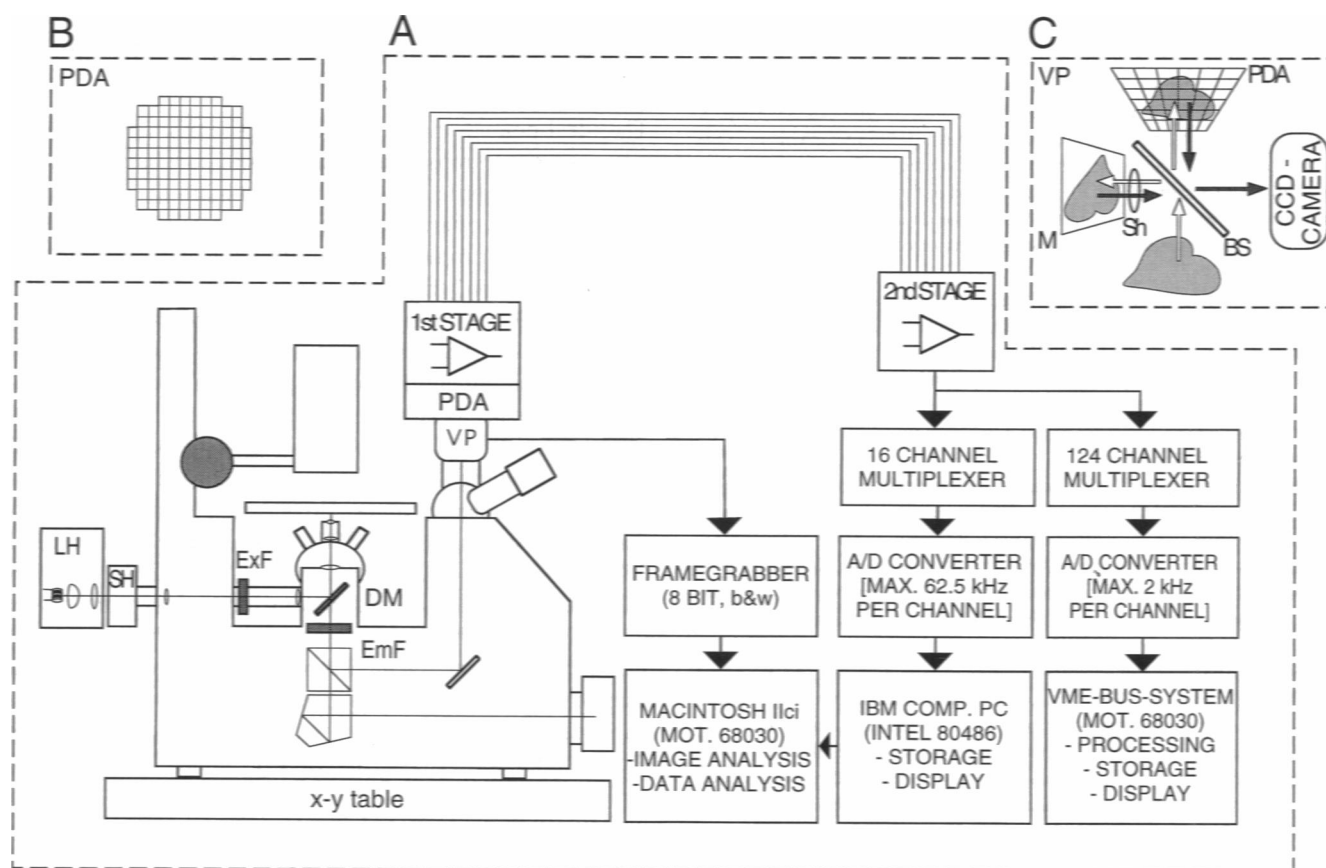 B
PDA
A
C
VP
PDA
M
Sh
BS
CCD -
CAMERA
1st STAGE
PDA
VP
2nd STAGE
16 CHANNEL
MULTIPLEXER
124 CHANNEL
MULTIPLEXER
LH
SH
ExF
DM
EmF
FRAMEGRABBER
(8 BIT, b&w)
A/D CONVERTER
[MAX. 62.5 kHz
PER CHANNEL]
A/D CONVERTER
[MAX. 2 kHz
PER CHANNEL]
MACINTOSH IIci
(MOT. 68030)
-IMAGE ANALYSIS
-DATA ANALYSIS
IBM COMP. PC
(INTEL 80486)
- STORAGE
- DISPLAY
VME-BUS-SYSTEM
(MOT. 68030)
- PROCESSING
- STORAGE
- DISPLAY
x-y table